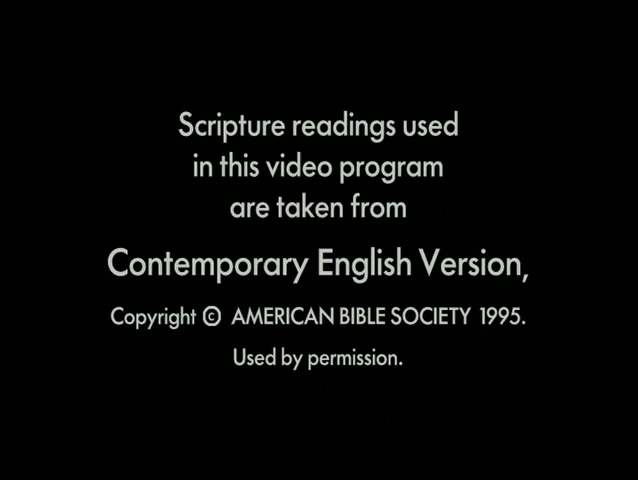 Scripture readings used
in this video program
are taken from
Contemporary English Version,
Copyright © AMERICAN BIBLE SOCIETY 1995.
Used by permission.